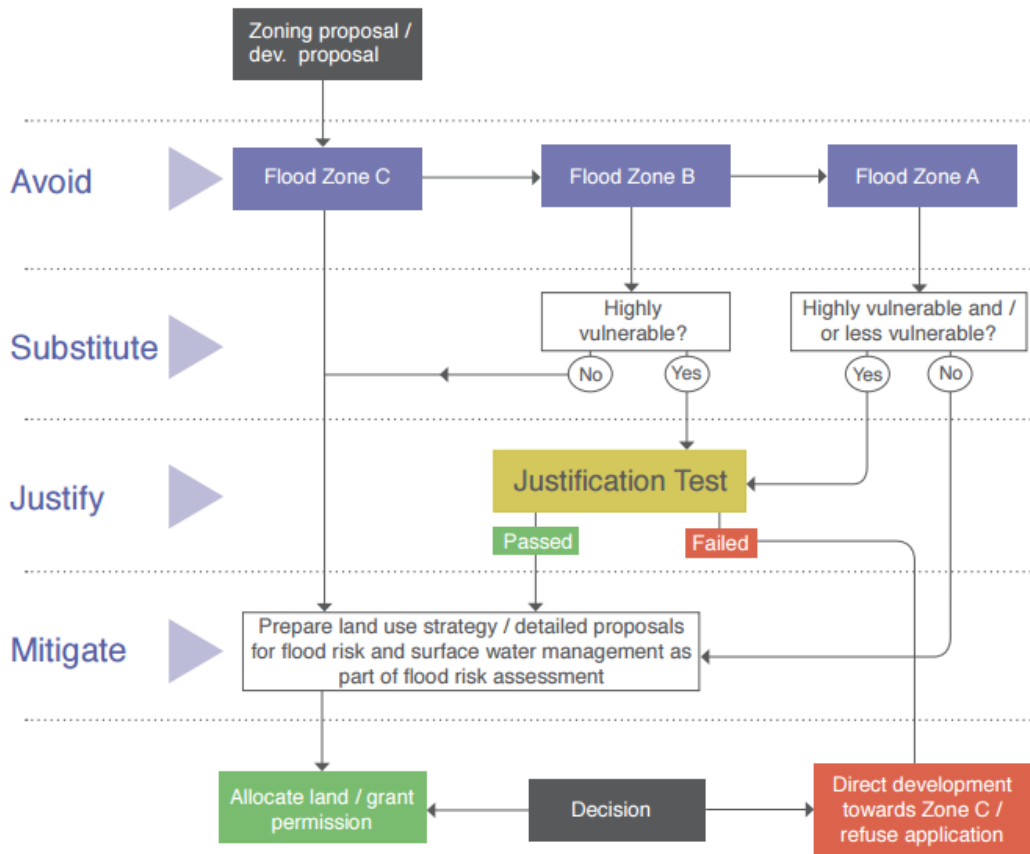 Zoning proposal /
dev. proposal
Avoid
Flood Zone C
Flood Zone B
Flood Zone A
Substitute
Highly
vulnerable?
Highly vulnerable and /
or less vulnerable?
No
Yes
Yes
No
Justify
Justification Test
Passed
Failed
Mitigate
Prepare land use strategy / detailed proposals
for flood risk and surface water management as
part of flood risk assessment
Allocate land / grant
permission
Decision
Direct development
towards Zone C /
refuse application